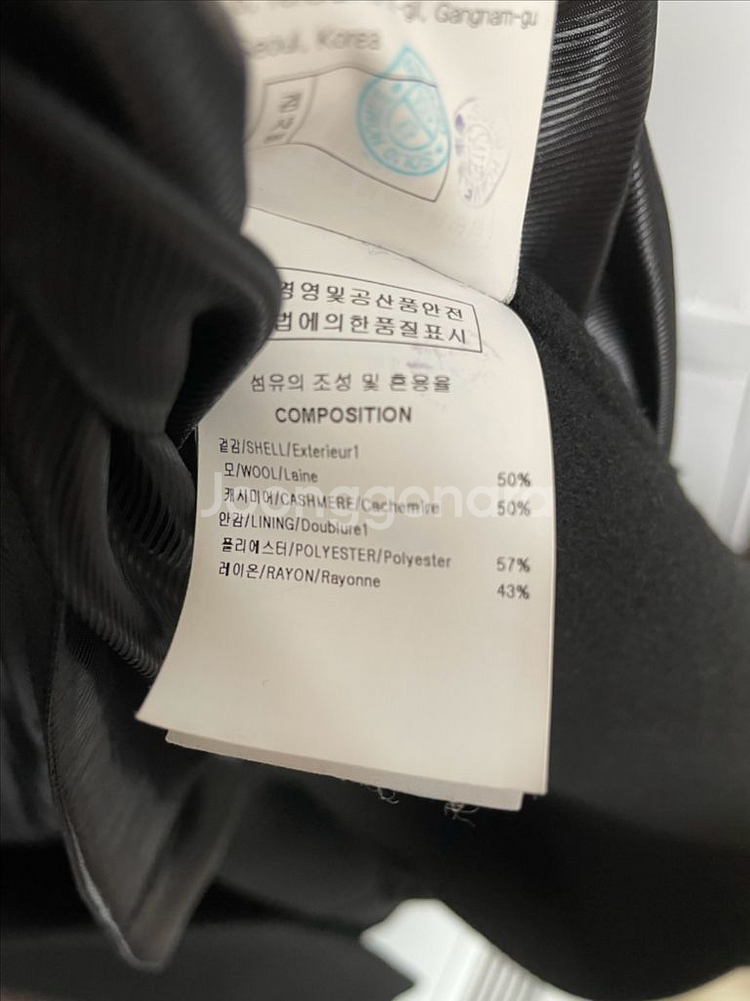 -gil, Gangnam-gu
Seoul, Korea
영및공산품안전
법에의한품질표시
섬유의 조성 및 혼용율
COMPOSITION
겉감/SHELL/Exterieur1
모/WOOL/Laine 50%
캐시미어/CASHMERE/Cachemire 50%
안감/LINING/Doublure1
폴리에스터/POLYESTER/Polyester 57%
레이온/RAYON/Rayonne 43%
Joonggonara